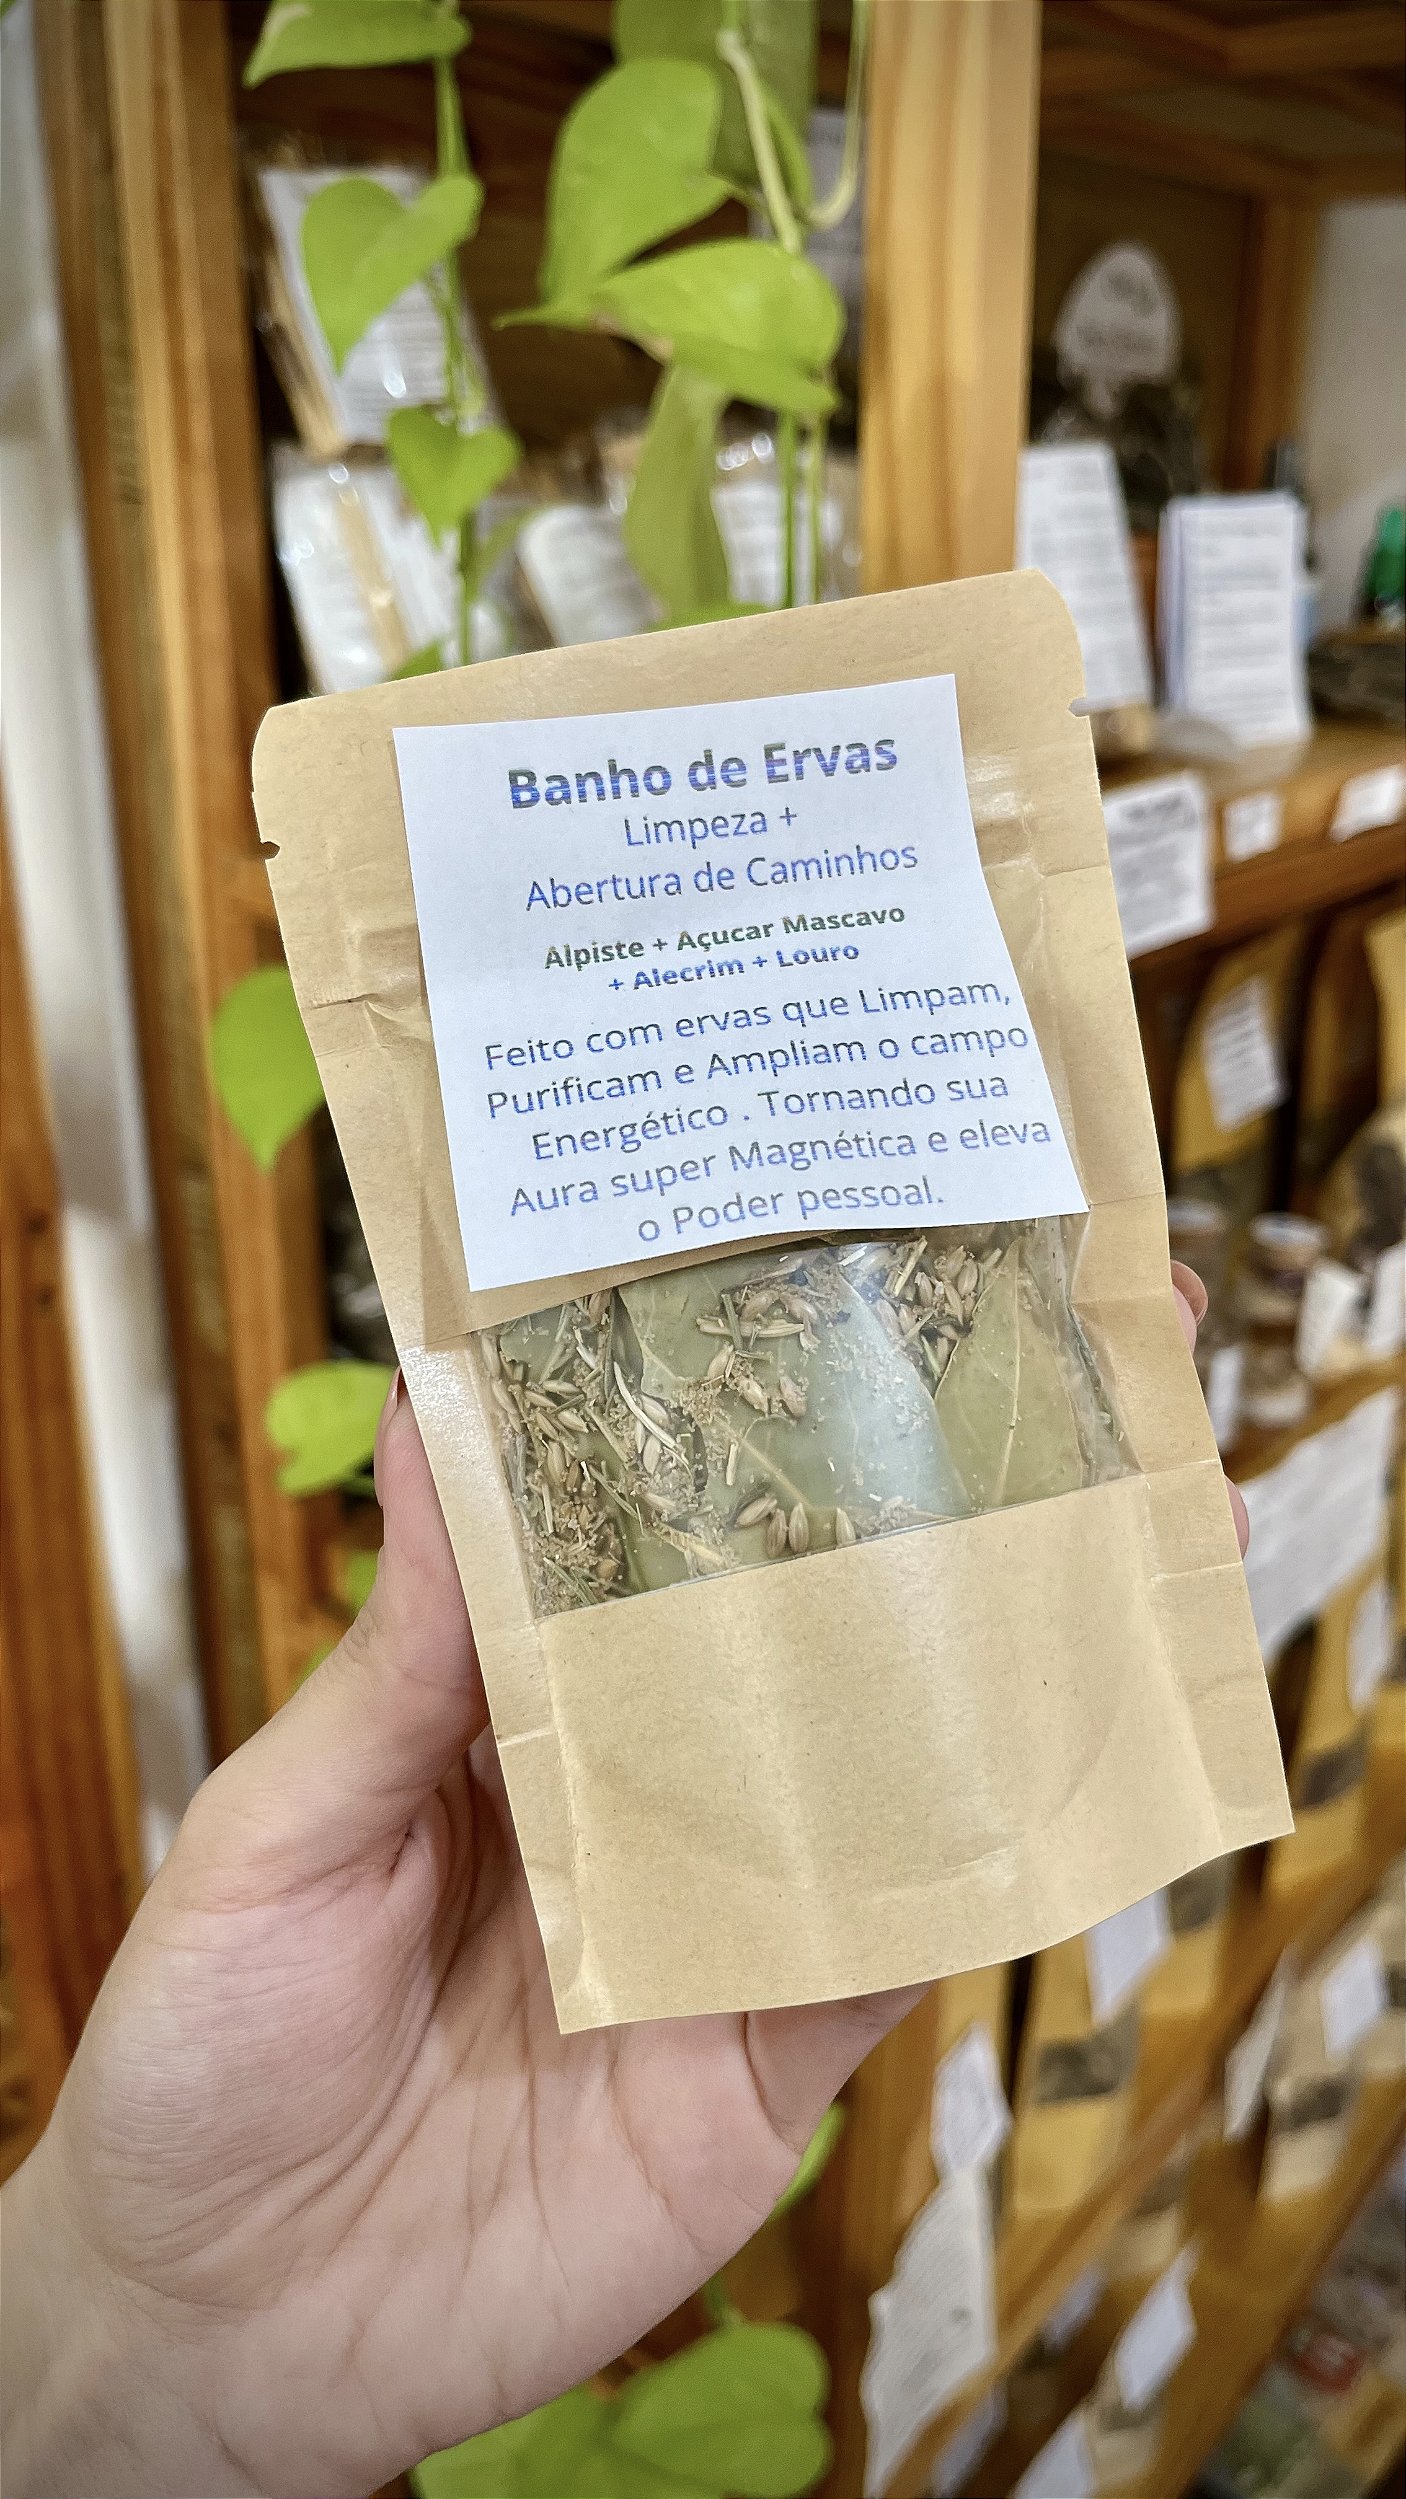 Banho de Ervas
Limpeza +
Abertura de Caminhos
Alpiste + Açucar Mascavo
+ Alecrim + Louro
Feito com ervas que Limpam,
Purificam e Ampliam o campo
Energético . Tornando sua
Aura super Magnética e eleva
o Poder pessoal.